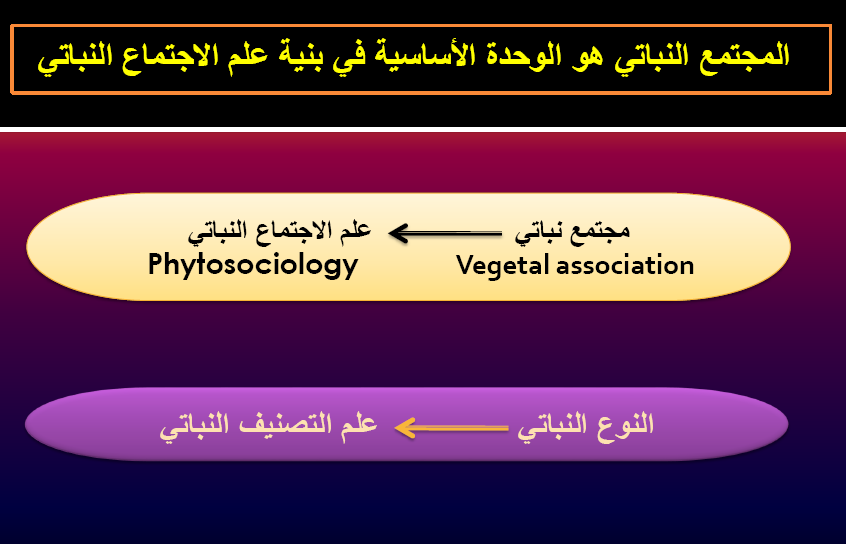 المجتمع النباتي هو الوحدة الأساسية في بنية علم الاجتماع النباتي
مجتمع نباتي علم الاجتماع النباتي
Vegetal association Phytosociology
النوع النباتي علم التصنيف النباتي